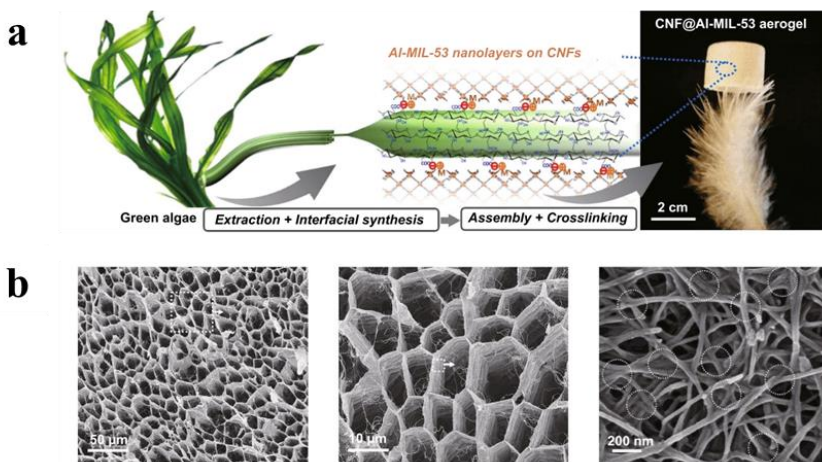 a
CNF@Al-MIL-53 aerogel
Al-MIL-53 nanolayers on CNFs
Green algae
Extraction + Interfacial synthesis
Assembly + Crosslinking
2 cm
b
50 μm
10 μm
200 nm